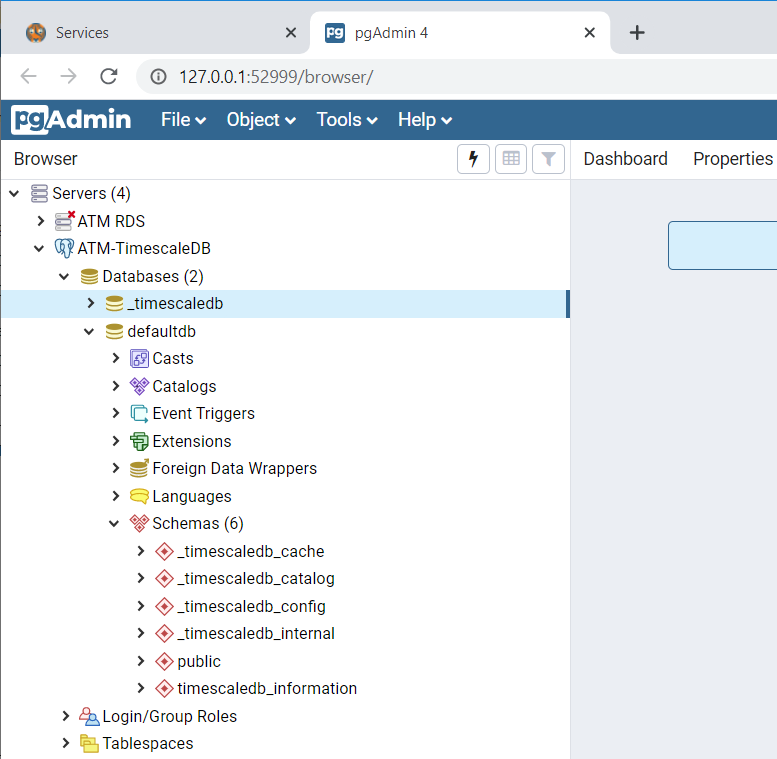 Services
pgAdmin 4
127.0.0.1:52999/browser/
pgAdmin File Object Tools Help
Browser Dashboard Properties
Servers (4)
ATM RDS
ATM-TimescaleDB
Databases (2)
_timescaledb
defaultdb
Casts
Catalogs
Event Triggers
Extensions
Foreign Data Wrappers
Languages
Schemas (6)
_timescaledb_cache
_timescaledb_catalog
_timescaledb_config
_timescaledb_internal
public
timescaledb_information
Login/Group Roles
Tablespaces